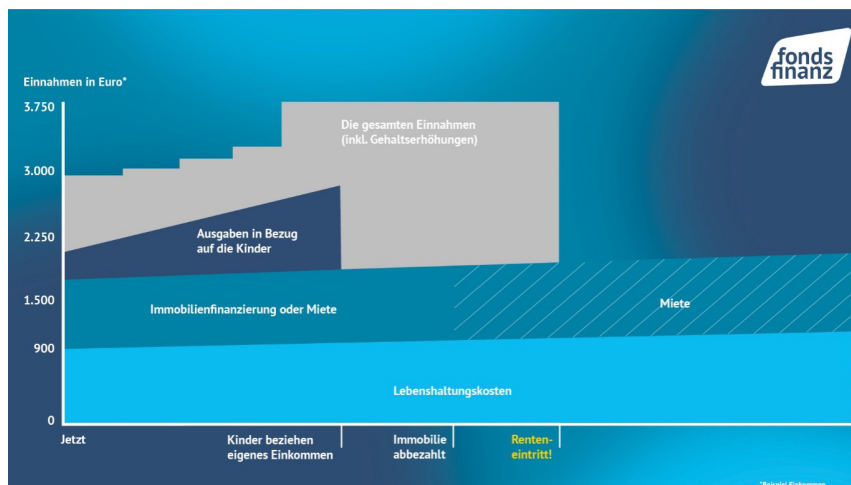 fonds
finanz
Einnahmen in Euro*
3.750
3.000
2.250
1.500
900
0
Die gesamten Einnahmen
(inkl. Gehaltserhöhungen)
Ausgaben in Bezug
auf die Kinder
Immobilienfinanzierung oder Miete
Miete
Lebenshaltungskosten
Jetzt
Kinder beziehen
eigenes Einkommen
Immobilie
abbezahlt
Renten-
eintritt!
*Beispiel Einkommen